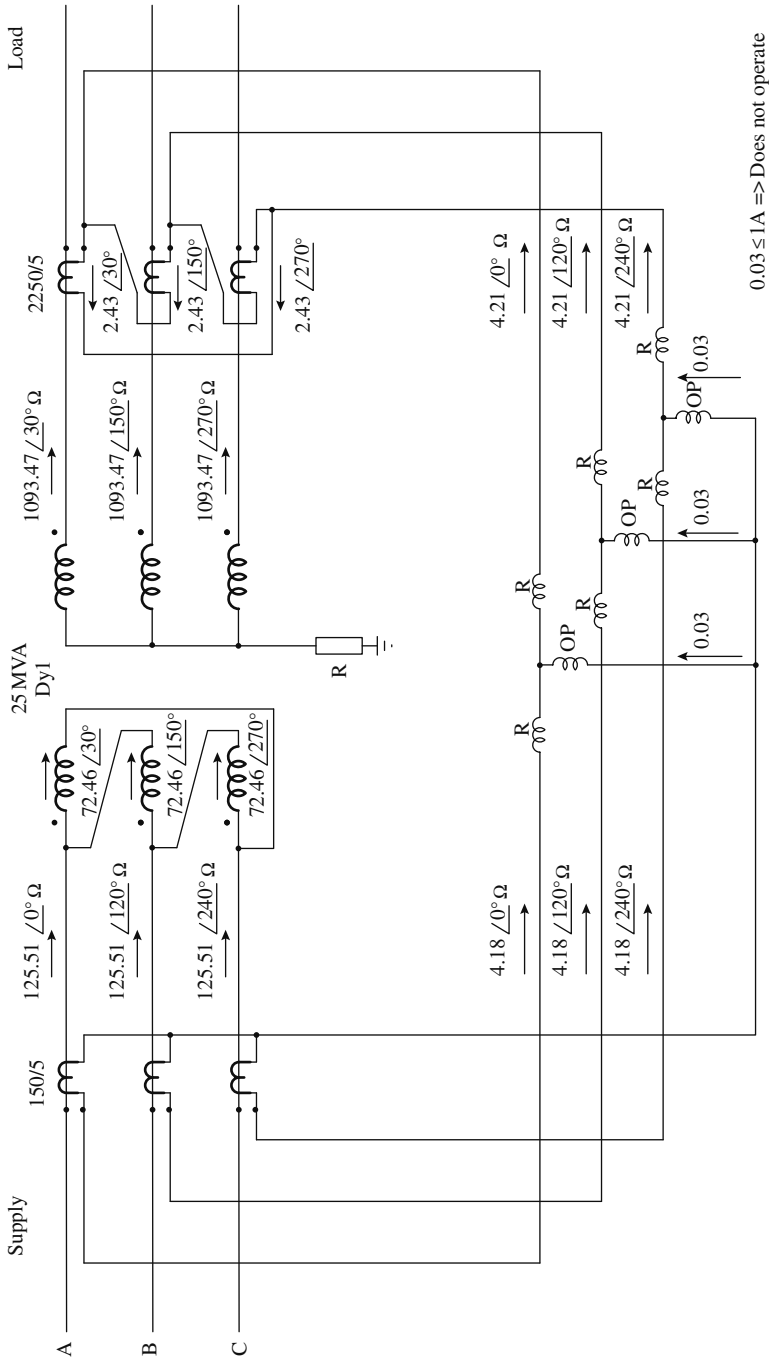 Supply
25 MVA
Dy1
Load
150/5
2250/5
A
B
C
125.51 /0° Ω
125.51 /120° Ω
125.51 /240° Ω
72.46 /30°
72.46 /150°
72.46 /270°
1093.47 /30° Ω
1093.47 /150° Ω
1093.47 /270° Ω
2.43 /30°
2.43 /150°
2.43 /270°
R
4.18 /0° Ω
4.18 /120° Ω
4.18 /240° Ω
4.21 /0° Ω
4.21 /120° Ω
4.21 /240° Ω
R
R
R
R
R
R
OP
OP
OP
0.03
0.03
0.03
0.03 ≤ 1A => Does not operate